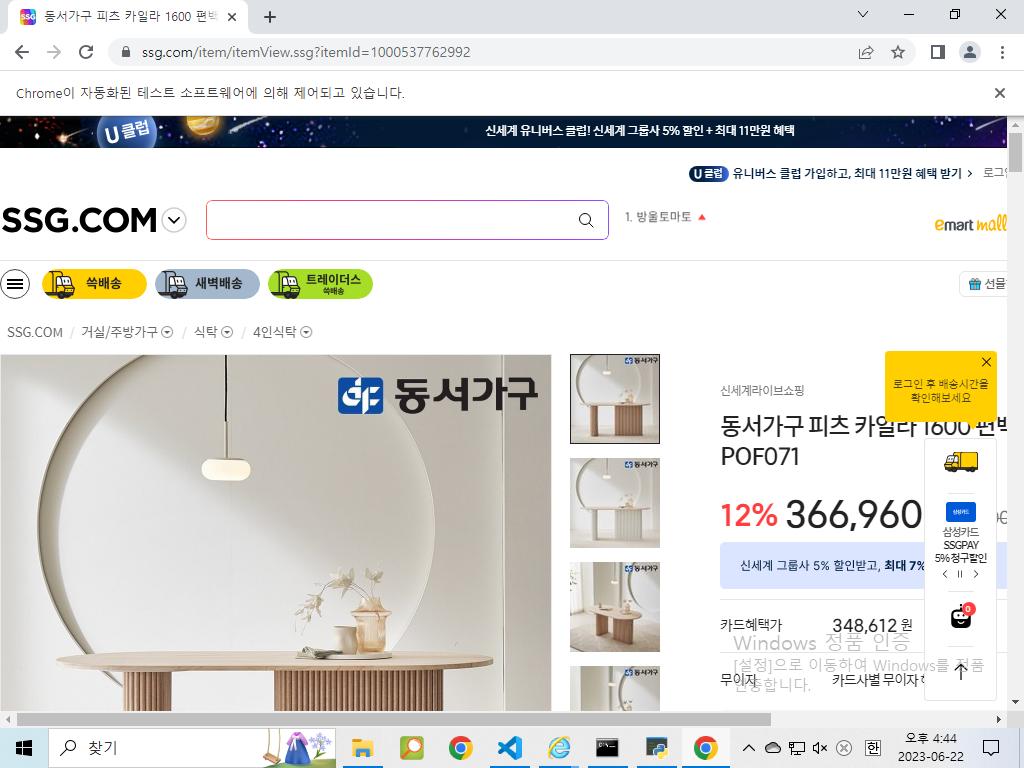 동서가구 피츠 카일라 1600 편백
ssg.com/item/itemView.ssg?itemId=1000537762992
Chrome이 자동화된 테스트 소프트웨어에 의해 제어되고 있습니다.
U 클럽
신세계 유니버스 클럽! 신세계 그룹사 5% 할인 + 최대 11만원 혜택
U 클럽 유니버스 클럽 가입하고, 최대 11만원 혜택 받기 > 로그인
SSG.COM
1. 방울토마토
emart mall
쓱배송
새벽배송
트레이더스
쓱배송
선물
SSG.COM / 거실/주방가구 / 식탁 / 4인식탁
동서가구
로그인 후 배송시간을
확인해보세요
신세계라이브쇼핑
동서가구 피츠 카일라 1600 편백
POF071
12% 366,960
삼성카드
삼성카드
SSGPAY
5% 청구할인
신세계 그룹사 5% 할인받고, 최대 7%
0
카드혜택가 348,612 원
Windows 정품 인증
[설정]으로 이동하여 Windows를 정품
인증합니다.
무이자 카드사별 무이자
찾기
오후 4:44
한
2023-06-22